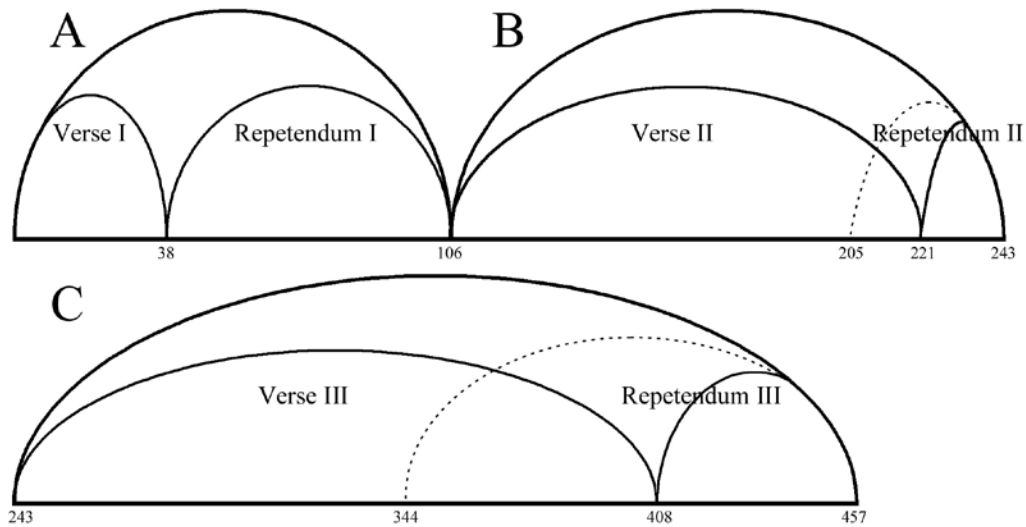 A B
Verse I Repetendum I Verse II Repetendum II
38 106 205 221 243
C
Verse III Repetendum III
243 344 408 457